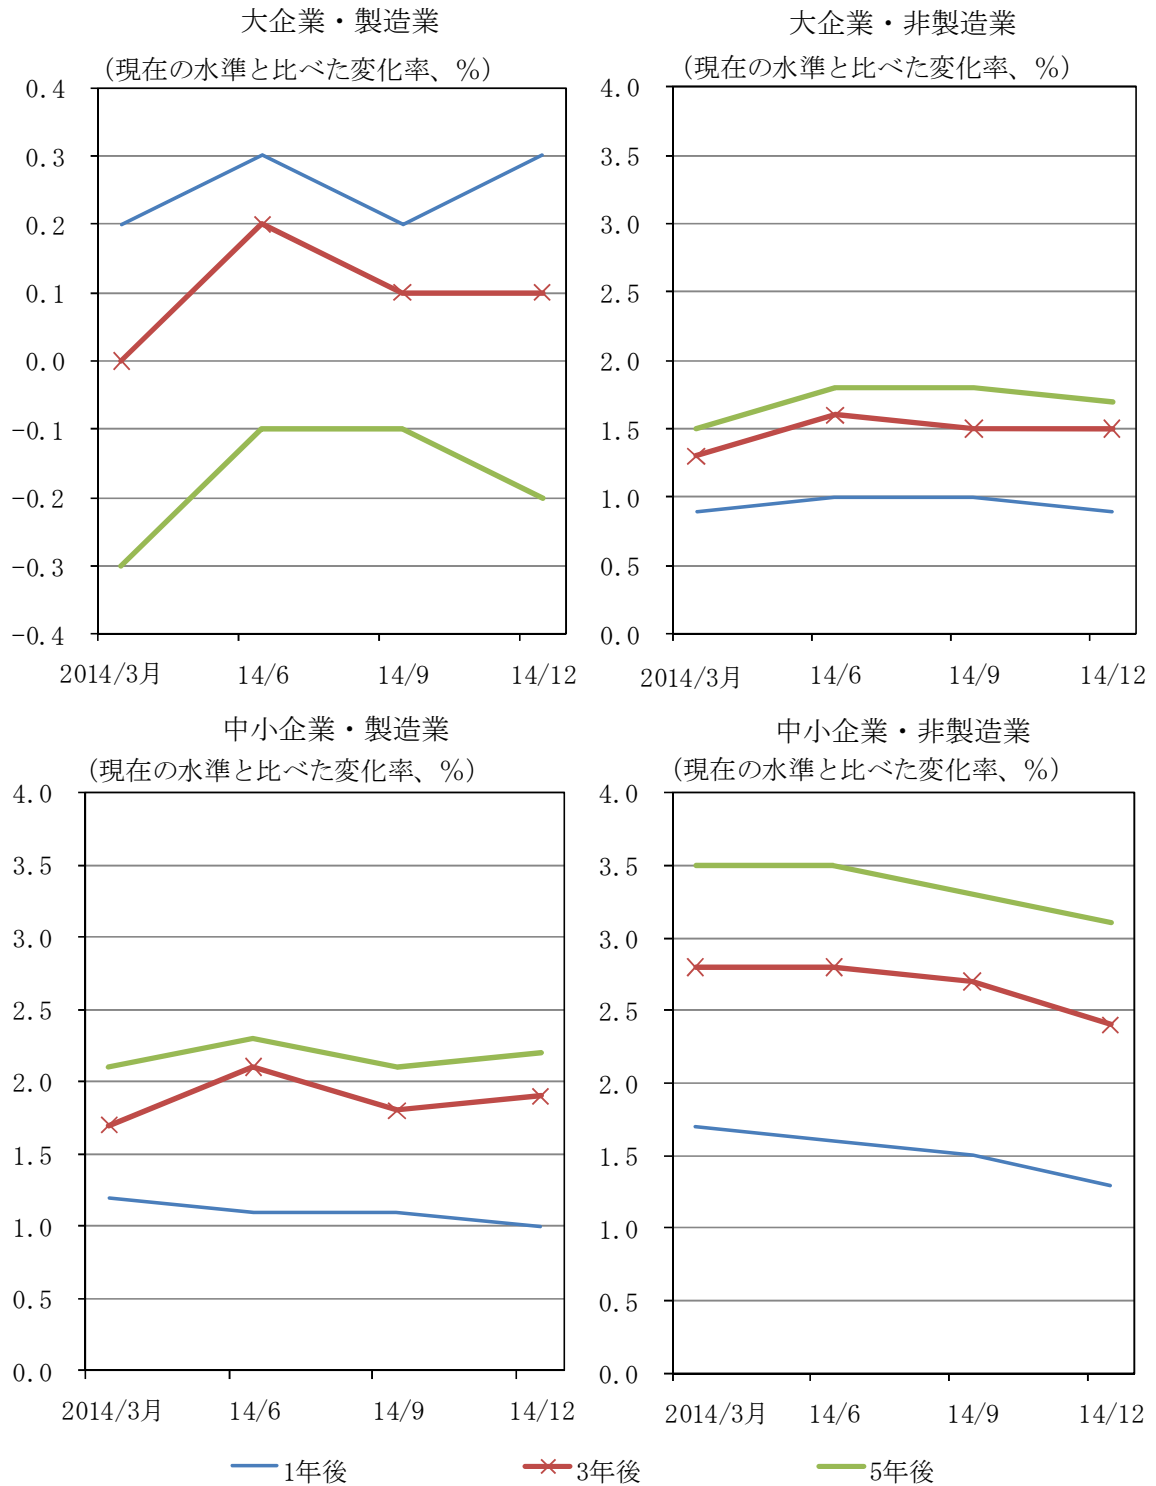 大企業・製造業
（現在の水準と比べた変化率、％）
0.4
0.3
0.2
0.1
0.0
-0.1
-0.2
-0.3
-0.4
2014/3月 14/6 14/9 14/12
大企業・非製造業
（現在の水準と比べた変化率、％）
4.0
3.5
3.0
2.5
2.0
1.5
1.0
0.5
0.0
2014/3月 14/6 14/9 14/12
中小企業・製造業
（現在の水準と比べた変化率、％）
4.0
3.5
3.0
2.5
2.0
1.5
1.0
0.5
0.0
2014/3月 14/6 14/9 14/12
中小企業・非製造業
（現在の水準と比べた変化率、％）
4.0
3.5
3.0
2.5
2.0
1.5
1.0
0.5
0.0
2014/3月 14/6 14/9 14/12
1年後 3年後 5年後